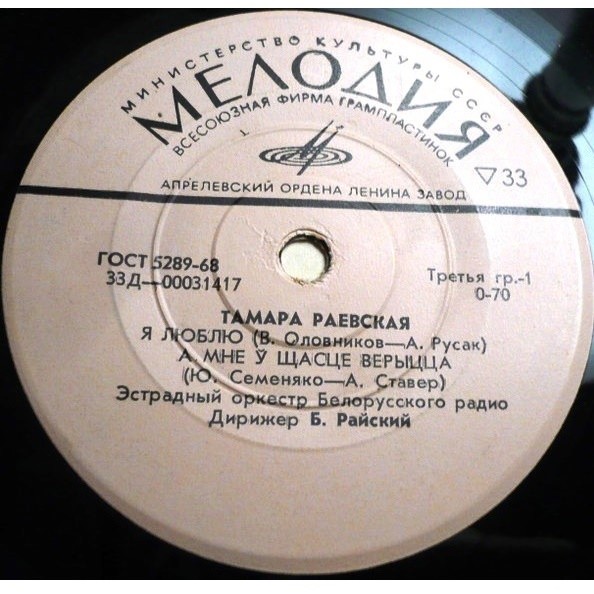 МИНИСТЕРСТВО КУЛЬТУРЫ СССР
МЕЛОДИЯ
ВСЕСОЮЗНАЯ ФИРМА ГРАМПЛАСТИНОК
▽33
АПРЕЛЕВСКИЙ ОРДЕНА ЛЕНИНА ЗАВОД
ГОСТ 5289-68
33Д—00031417
Третья гр.-1
0-70
ТАМАРА РАЕВСКАЯ
Я ЛЮБЛЮ (В. Оловников—А. Русак)
А МНЕ Ў ЩАСЦЕ ВЕРЫЦЦА
(Ю. Семеняко—А. Ставер)
Эстрадный оркестр Белорусского радио
Дирижер Б. Райский